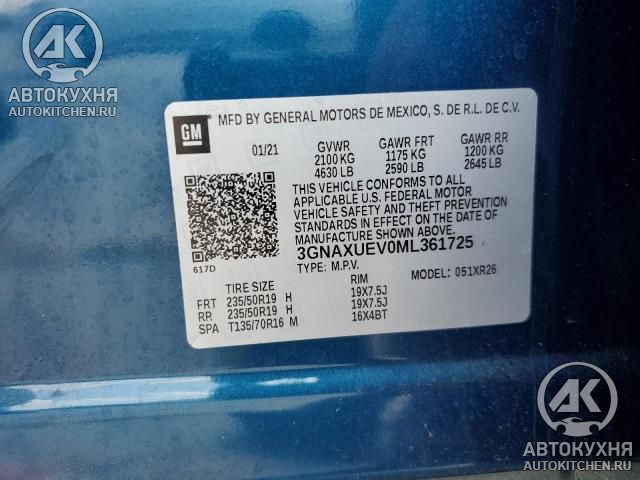 АК
АВТОКУХНЯ
AUTOKITCHEN.RU
GM
MFD BY GENERAL MOTORS DE MEXICO, S. DE R.L. DE C.V.
01/21 GVWR GAWR FRT GAWR RR
2100 KG 1175 KG 1200 KG
4630 LB 2590 LB 2645 LB
THIS VEHICLE CONFORMS TO ALL
APPLICABLE U.S. FEDERAL MOTOR
VEHICLE SAFETY AND THEFT PREVENTION
STANDARDS IN EFFECT ON THE DATE OF
MANUFACTURE SHOWN ABOVE.
3GNAXUEV0ML361725
617D
TYPE: M.P.V. MODEL: 051XR26
TIRE SIZE RIM
FRT 235/50R19 H 19X7.5J
RR 235/50R19 H 19X7.5J
SPA T135/70R16 M 16X4BT
АК
АВТОКУХНЯ
AUTOKITCHEN.RU